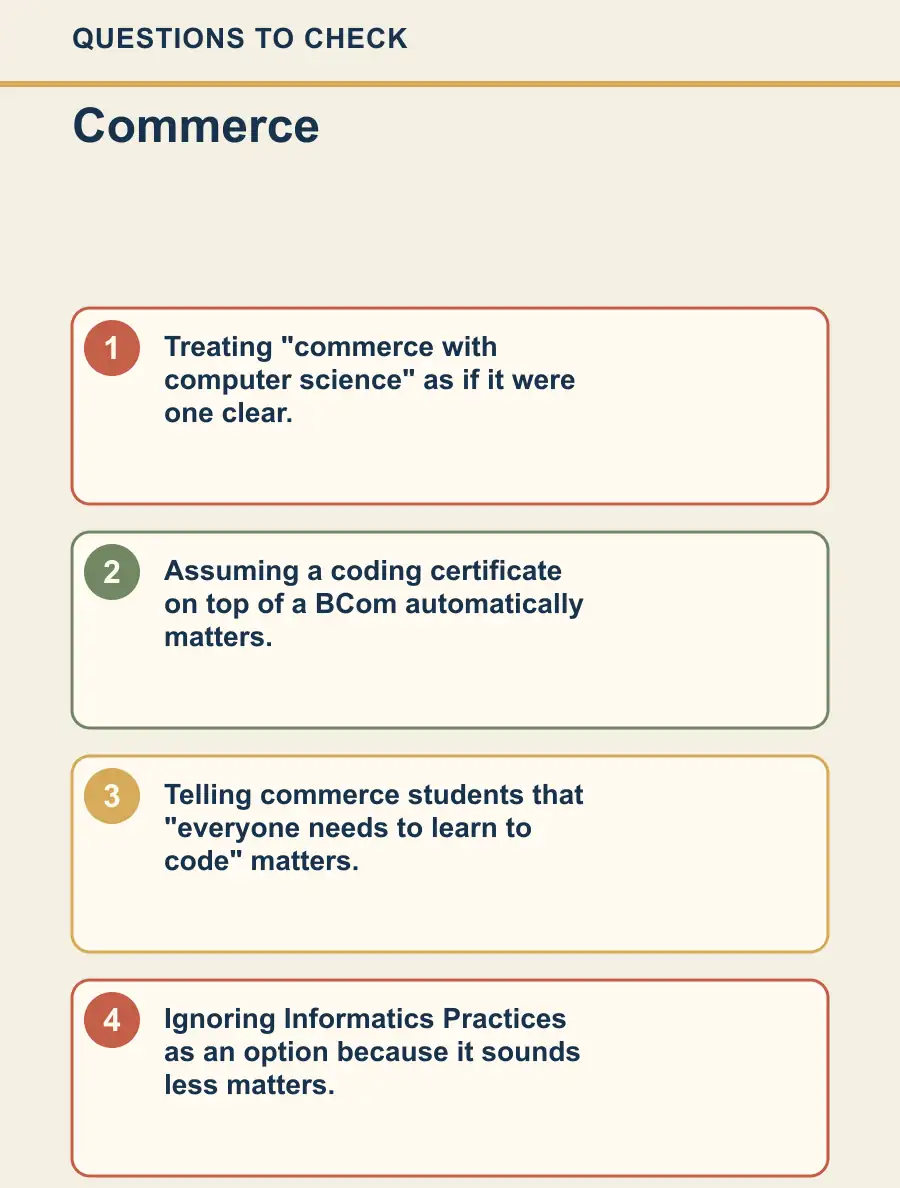 QUESTIONS TO CHECK
Commerce
1
Treating "commerce with
computer science" as if it were
one clear.
2
Assuming a coding certificate
on top of a BCom automatically
matters.
3
Telling commerce students that
"everyone needs to learn to
code" matters.
4
Ignoring Informatics Practices
as an option because it sounds
less matters.